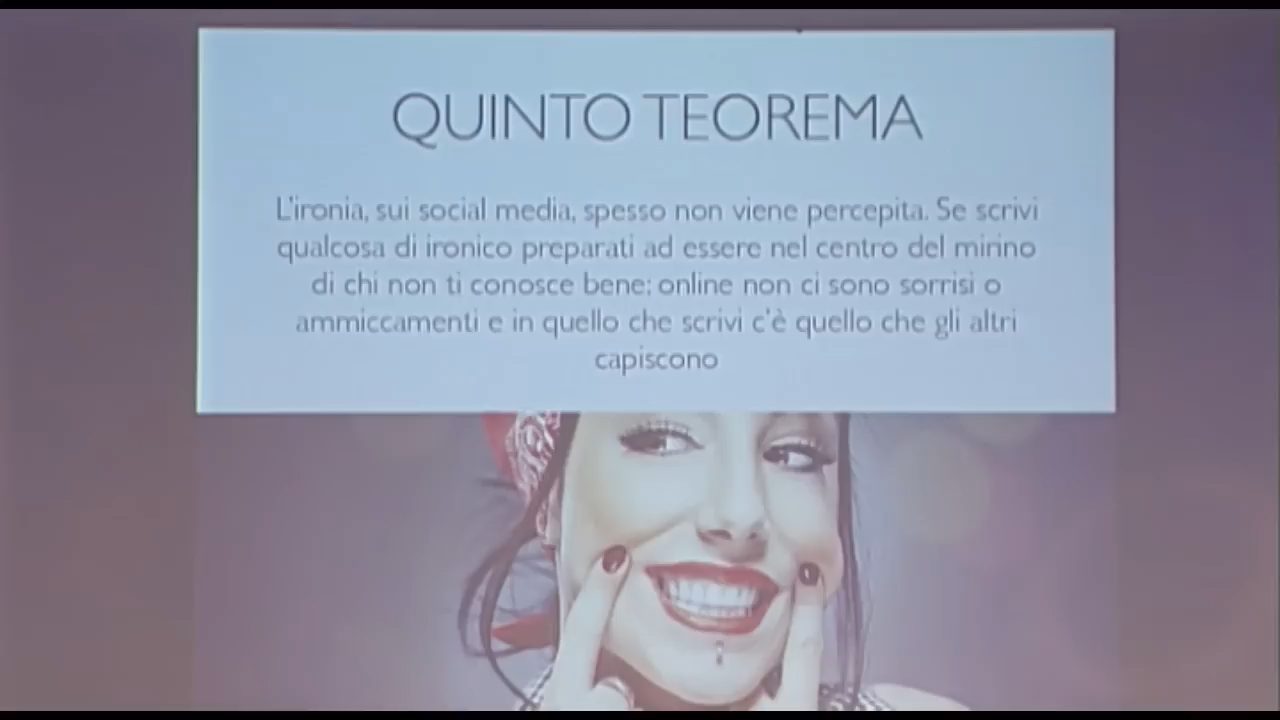 QUINTO TEOREMA
L'ironia, sui social media, spesso non viene percepita. Se scrivi
qualcosa di ironico preparati ad essere nel centro del mirino
di chi non ti conosce bene: online non ci sono sorrisi o
ammiccamenti e in quello che scrivi c'è quello che gli altri
capiscono